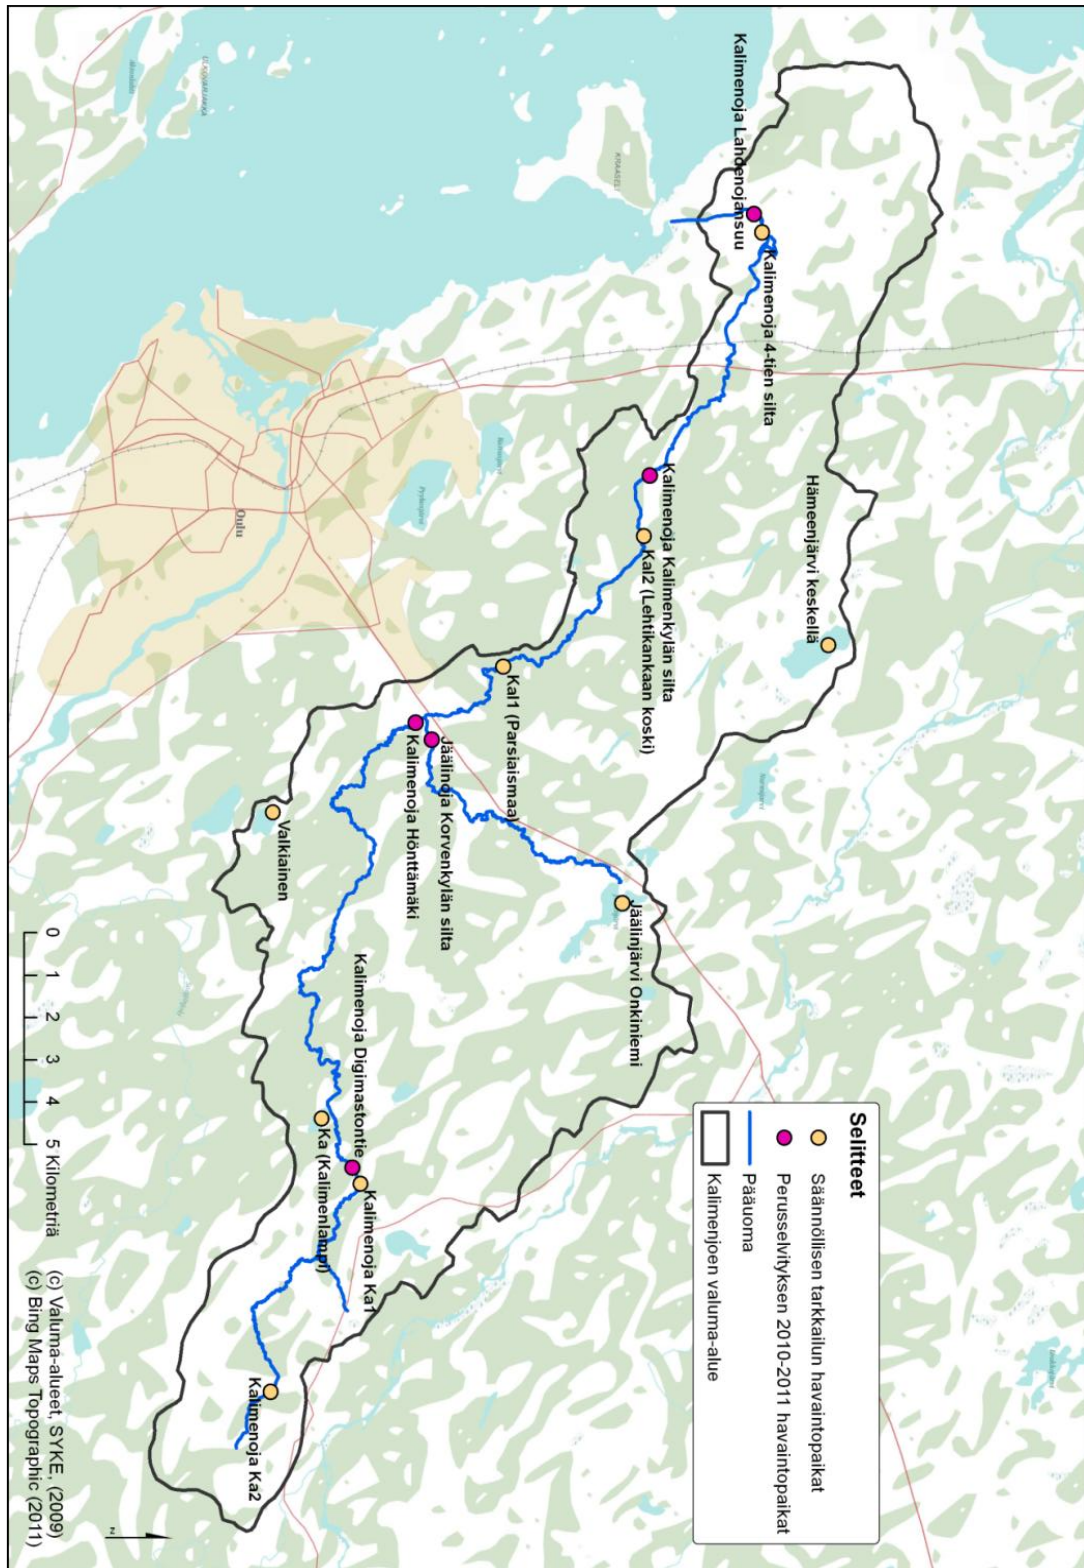 Selitteet
Säännöllisen tarkkailun havaintopaikat
Perusselvityksen 2010-2011 havaintopaikat
Pääuoma
Kalimenjoen valuma-alue
Kalimenoja Lahdenojansuu
Kalimenoja 4-tien silta
Hämeenjärvi keskellä
Kalimenoja Kalimenkylän silta
Kal2 (Lehtikankaan koski)
Kal1 (Parsiaismaa)
Jäälinoja Korvenkylän silta
Kalimenoja Hönttämäki
Jäälinjärvi Onkiniemi
Valkiainen
Kalimenoja Digimastontie
Ka (Kalimenlampi)
Kalimenoja Ka1
Kalimenoja Ka2
Oulu
Pyykösjärvi
0 1 2 3 4 5 Kilometriä
(c) Valuma-alueet, SYKE, (2009)
(c) Bing Maps Topographic (2011)
N